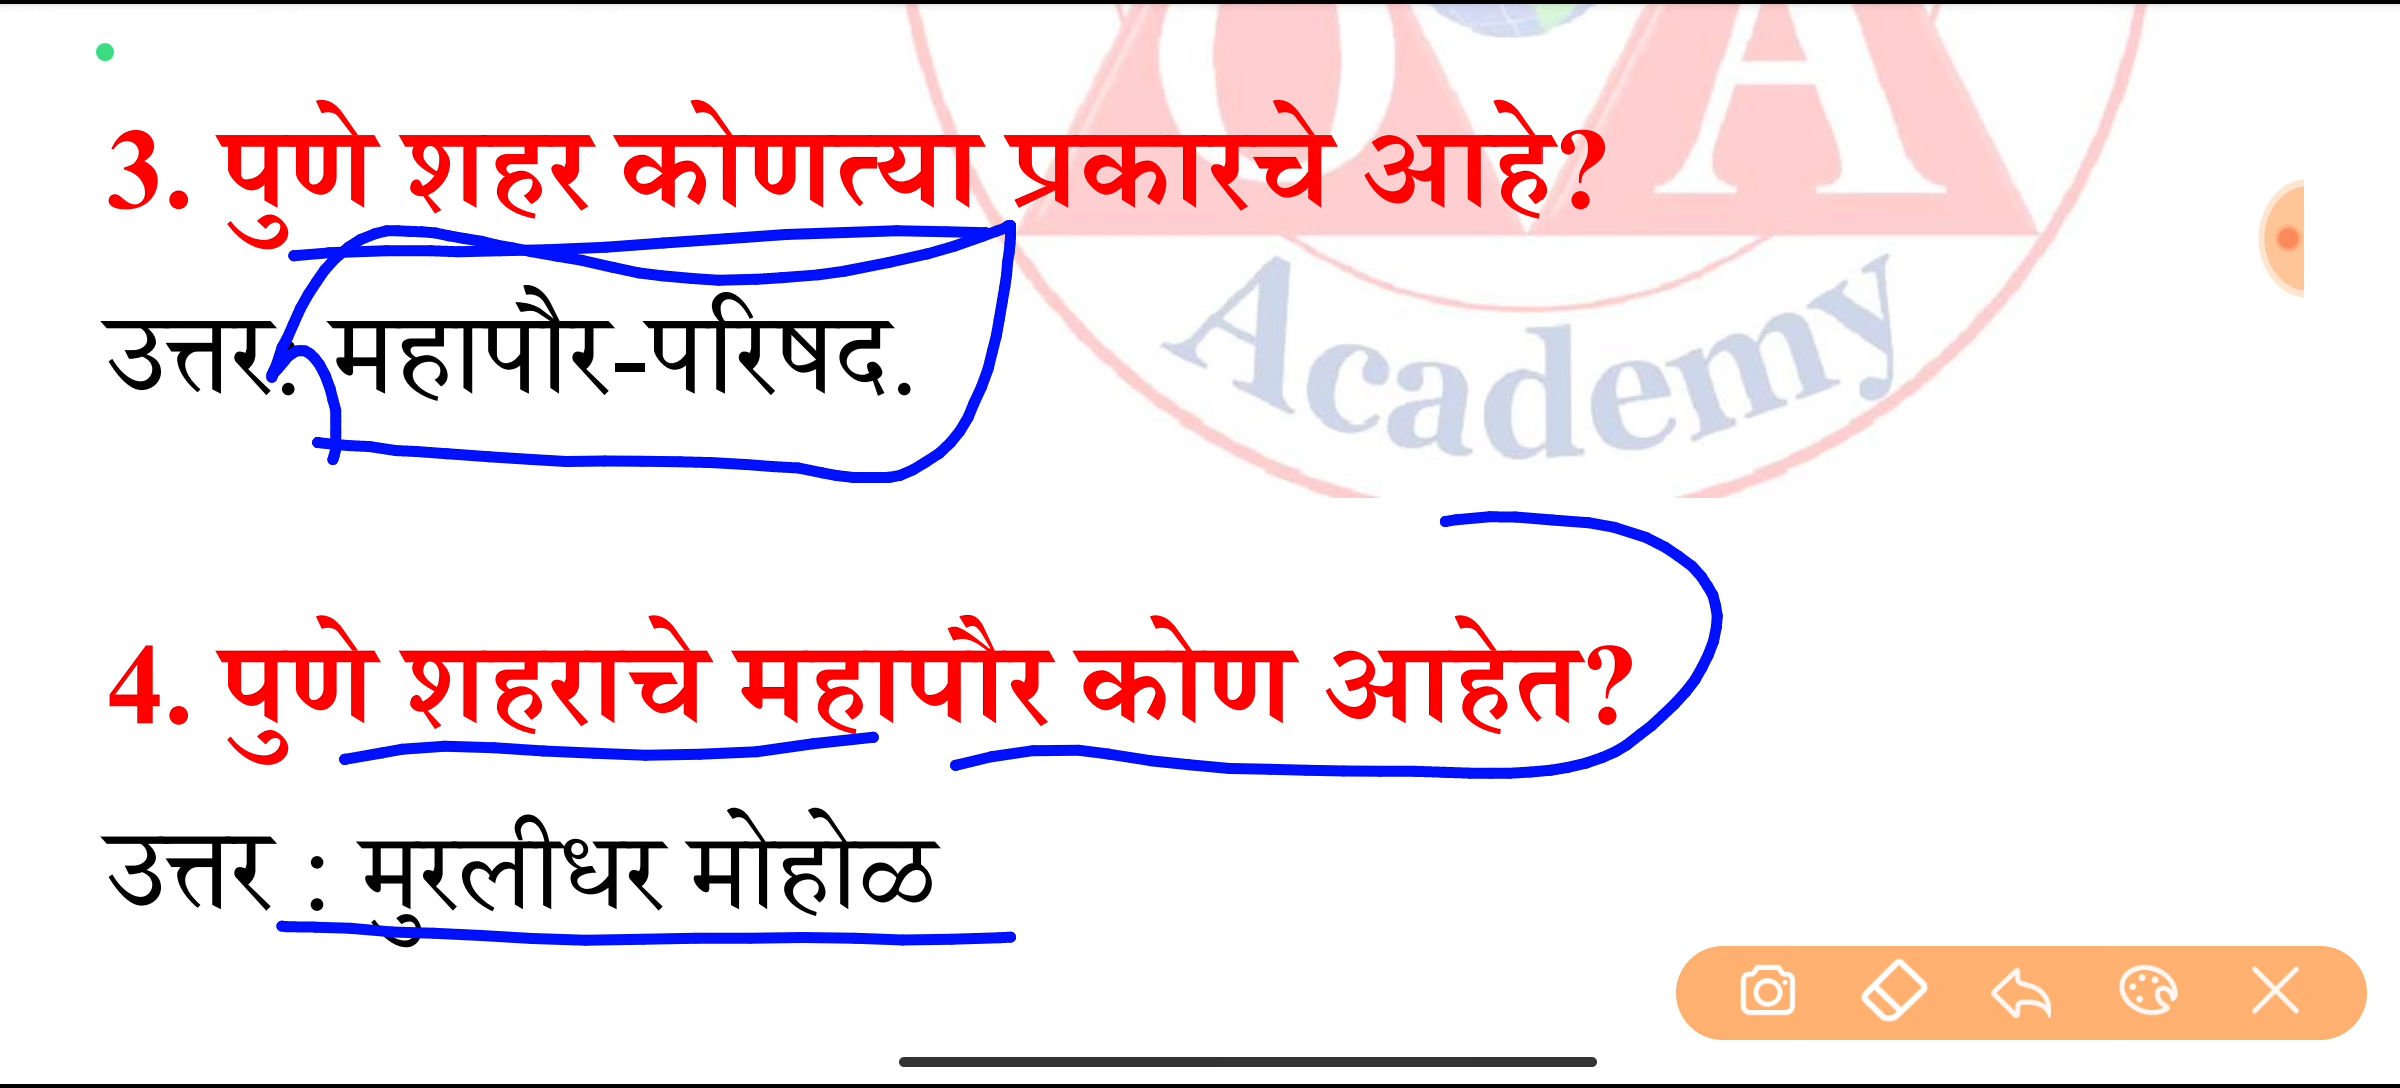 3. पुणे शहर कोणत्या प्रकारचे आहे?
उत्तर. महापौर-परिषद.
Academy
4. पुणे शहराचे महापौर कोण आहेत?
उत्तर : मुरलीधर मोहोळ